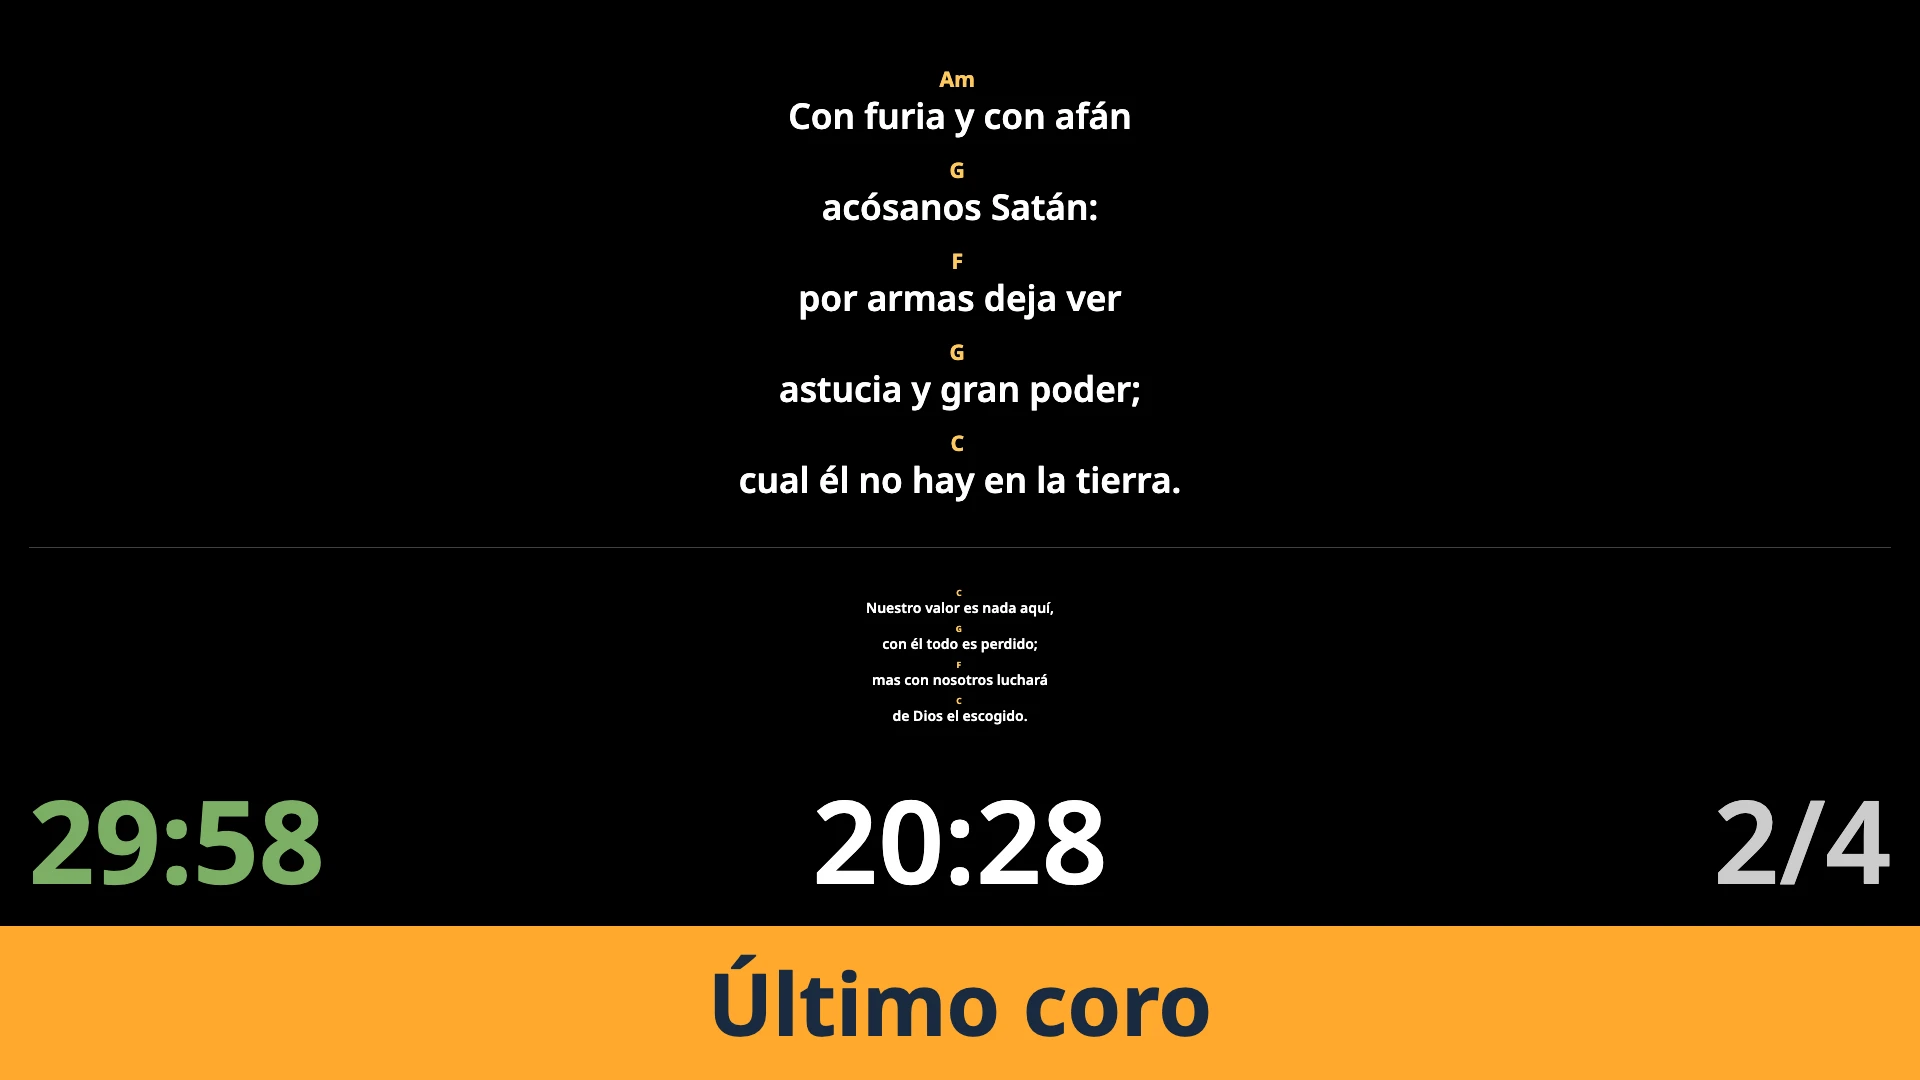 Am
Con furia y con afán
G
acósanos Satán:
F
por armas deja ver
G
astucia y gran poder;
C
cual él no hay en la tierra.
C
Nuestro valor es nada aquí,
G
con él todo es perdido;
F
mas con nosotros luchará
C
de Dios el escogido.
29:58
20:28
2/4
Último coro